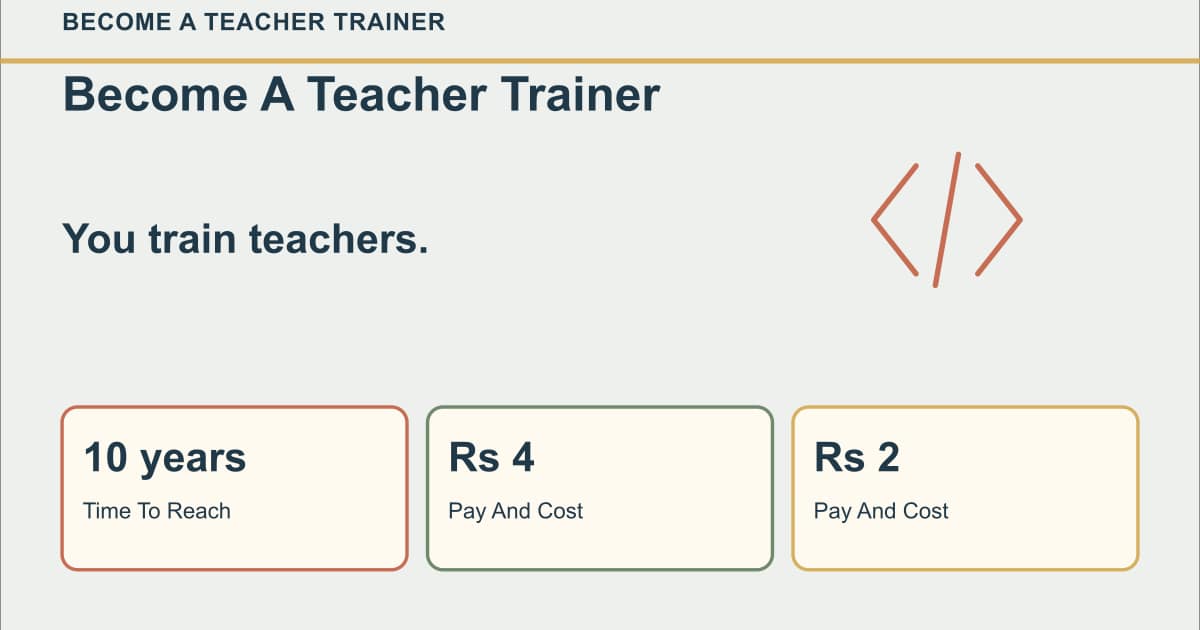 BECOME A TEACHER TRAINER
Become A Teacher Trainer
You train teachers.
10 years
Time To Reach
Rs 4
Pay And Cost
Rs 2
Pay And Cost